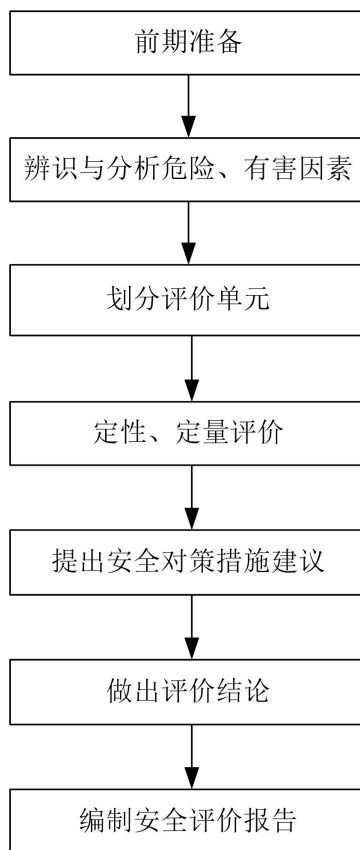 前期准备
辨识与分析危险、有害因素
划分评价单元
定性、定量评价
提出安全对策措施建议
做出评价结论
编制安全评价报告